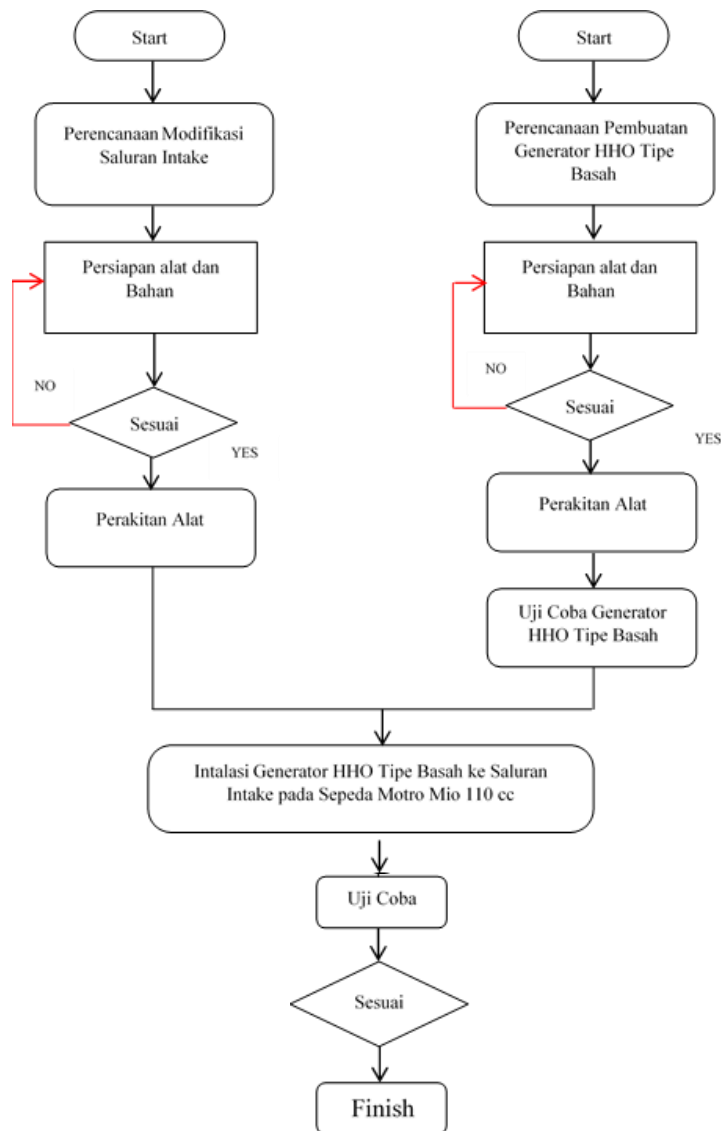 Start
Perencanaan Modifikasi
Saluran Intake
Persiapan alat dan
Bahan
NO
Sesuai
YES
Perakitan Alat
Start
Perencanaan Pembuatan
Generator HHO Tipe
Basah
Persiapan alat dan
Bahan
NO
Sesuai
YES
Perakitan Alat
Uji Coba Generator
HHO Tipe Basah
Intalasi Generator HHO Tipe Basah ke Saluran
Intake pada Sepeda Motro Mio 110 cc
Uji Coba
Sesuai
Finish